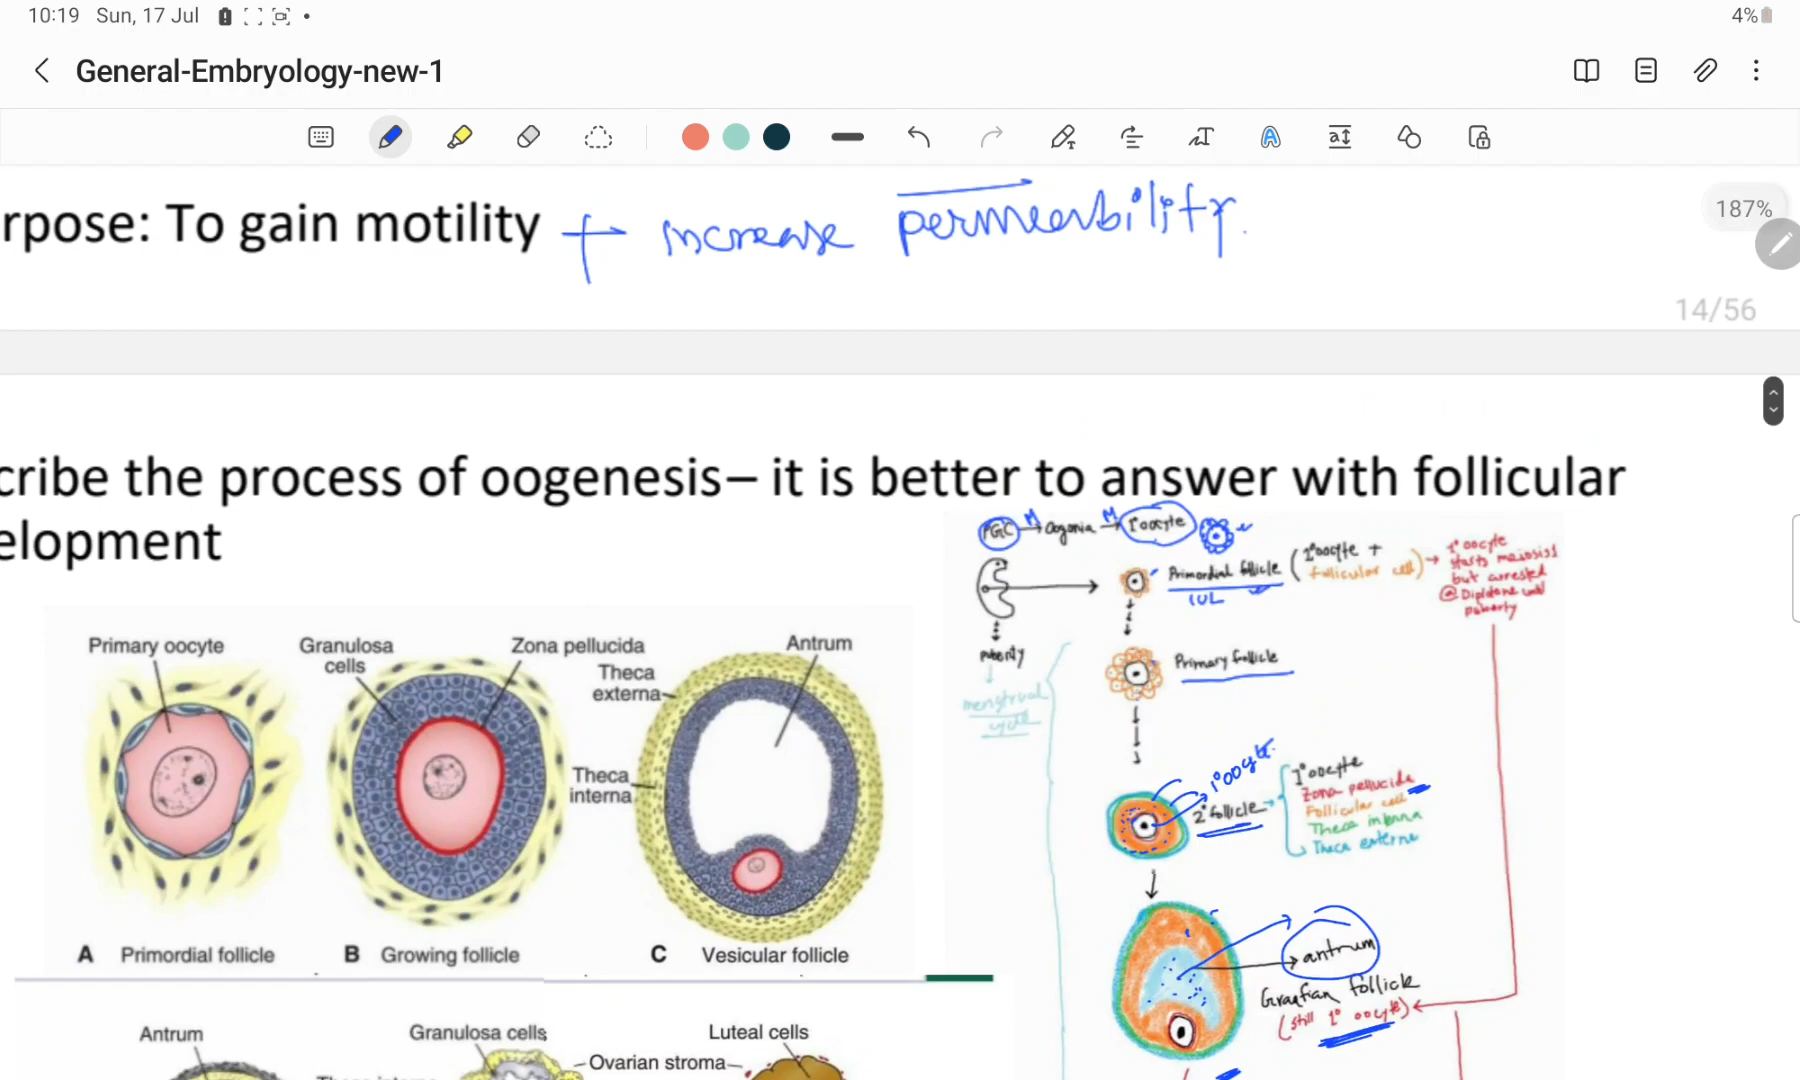 10:19 Sun, 17 Jul
4%
General-Embryology-new-1
187%
rpose: To gain motility + increase permeability.
14/56
cribe the process of oogenesis– it is better to answer with follicular
elopment
PGC M Oogonia M 1° oocyte
Primordial follicle (1° oocyte + follicular cell)
IUL
1° oocyte
starts meiosis 1
but arrested
@ Diplotene until
puberty
puberty
menstrual
cycle
Primary follicle
1° oocyte
2° follicle
1° oocyte
Zona pellucida
Follicular cell
Theca interna
Theca externa
antrum
Graafian follicle
(still 1° oocyte)
Primary oocyte
Granulosa
cells
Zona pellucida
Theca
externa
Antrum
Theca
interna
A Primordial follicle
B Growing follicle
C Vesicular follicle
Antrum
Granulosa cells
Luteal cells
Ovarian stroma